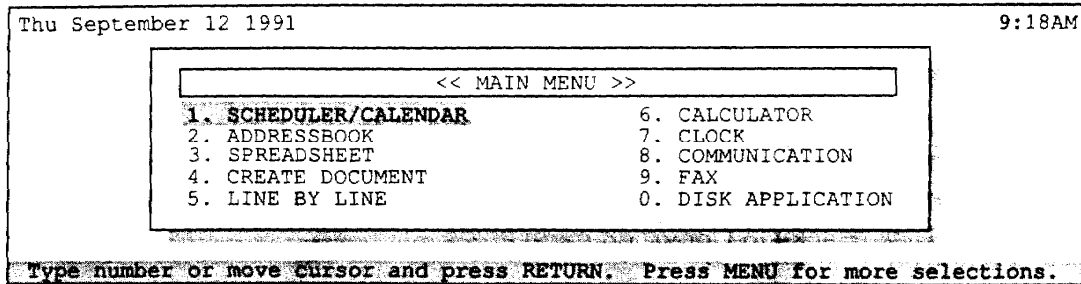 Thu September 12 1991 9:18AM
<< MAIN MENU >>
1. SCHEDULER/CALENDAR 6. CALCULATOR
2. ADDRESSBOOK 7. CLOCK
3. SPREADSHEET 8. COMMUNICATION
4. CREATE DOCUMENT 9. FAX
5. LINE BY LINE 0. DISK APPLICATION
Type number or move cursor and press RETURN. Press MENU for more selections.